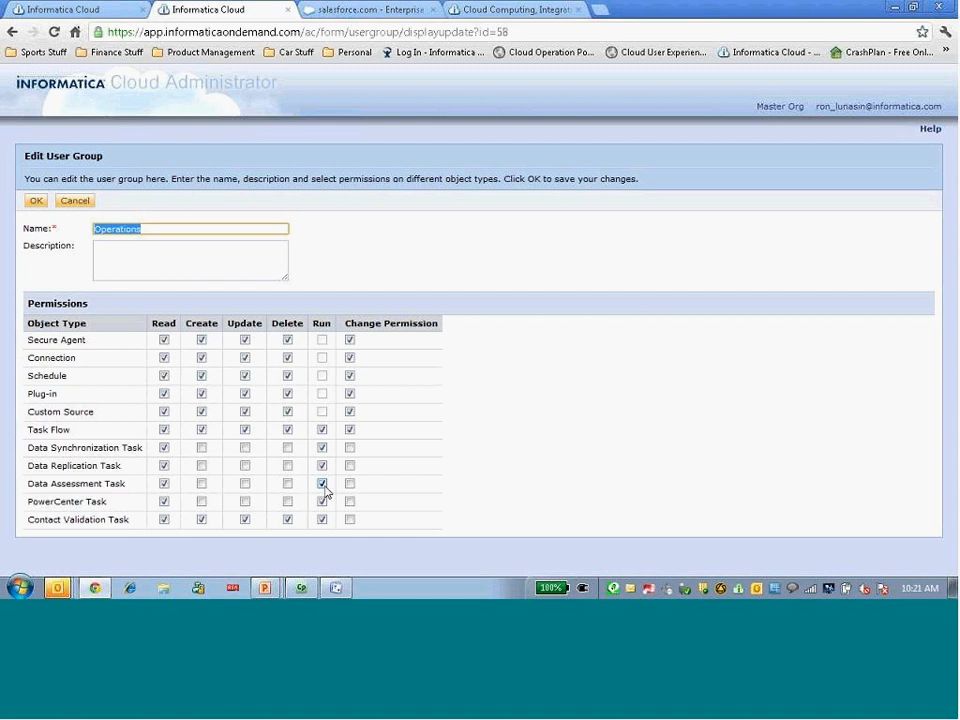 Informatica Cloud
Informatica Cloud
salesforce.com - Enterprise
Cloud Computing, Integrat
https://app.informaticaondemand.com/ac/form/usergroup/displayupdate?id=58
Sports Stuff Finance Stuff Product Management Car Stuff Personal Log In - Informatica ... Cloud Operation Po... Cloud User Experien... Informatica Cloud - ... CrashPlan - Free Onl... »
INFORMATICA Cloud Administrator
Master Org ron_lunasin@informatica.com
Help
Edit User Group
You can edit the user group here. Enter the name, description and select permissions on different object types. Click OK to save your changes.
OK Cancel
Name:* Operations
Description:
Permissions
Object Type Read Create Update Delete Run Change Permission
Secure Agent
Connection
Schedule
Plug-in
Custom Source
Task Flow
Data Synchronization Task
Data Replication Task
Data Assessment Task
PowerCenter Task
Contact Validation Task
100% 10:21 AM